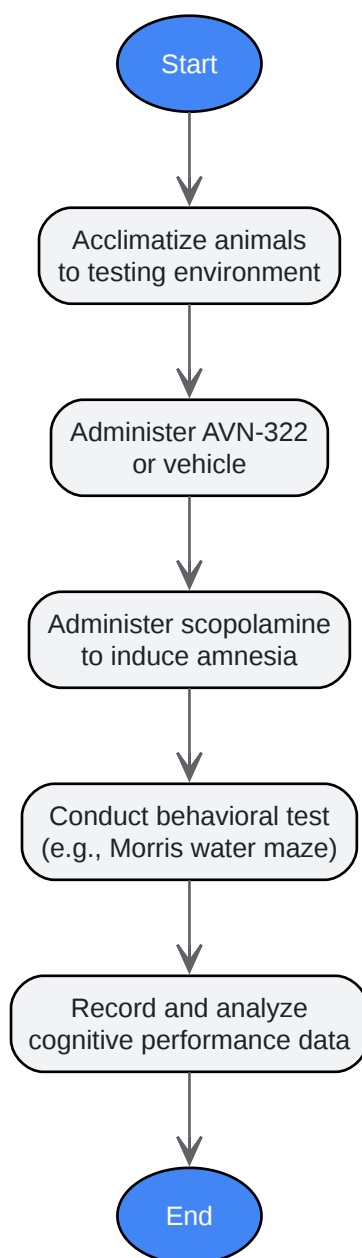 Start
Acclimatize animals
to testing environment
Administer AVN-322
or vehicle
Administer scopolamine
to induce amnesia
Conduct behavioral test
(e.g., Morris water maze)
Record and analyze
cognitive performance data
End